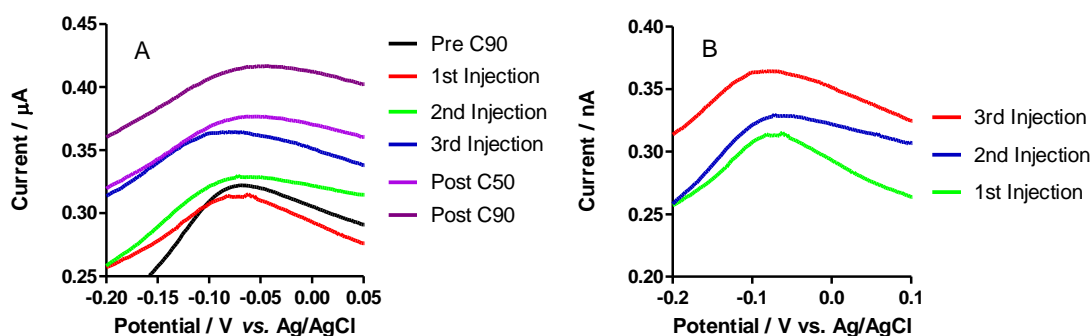 A
Current / μA
0.45
0.40
0.35
0.30
0.25
-0.20
-0.15
-0.10
-0.05
0.00
0.05
Potential / V vs. Ag/AgCl
Pre C90
1st Injection
2nd Injection
3rd Injection
Post C50
Post C90
B
Current / nA
0.40
0.35
0.30
0.25
0.20
-0.2
-0.1
0.0
0.1
Potential / V vs. Ag/AgCl
3rd Injection
2nd Injection
1st Injection